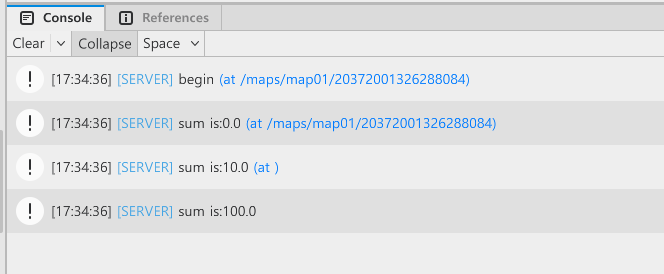 Console References
Clear Collapse Space
[17:34:36] [SERVER] begin (at /maps/map01/20372001326288084)
[17:34:36] [SERVER] sum is:0.0 (at /maps/map01/20372001326288084)
[17:34:36] [SERVER] sum is:10.0 (at )
[17:34:36] [SERVER] sum is:100.0